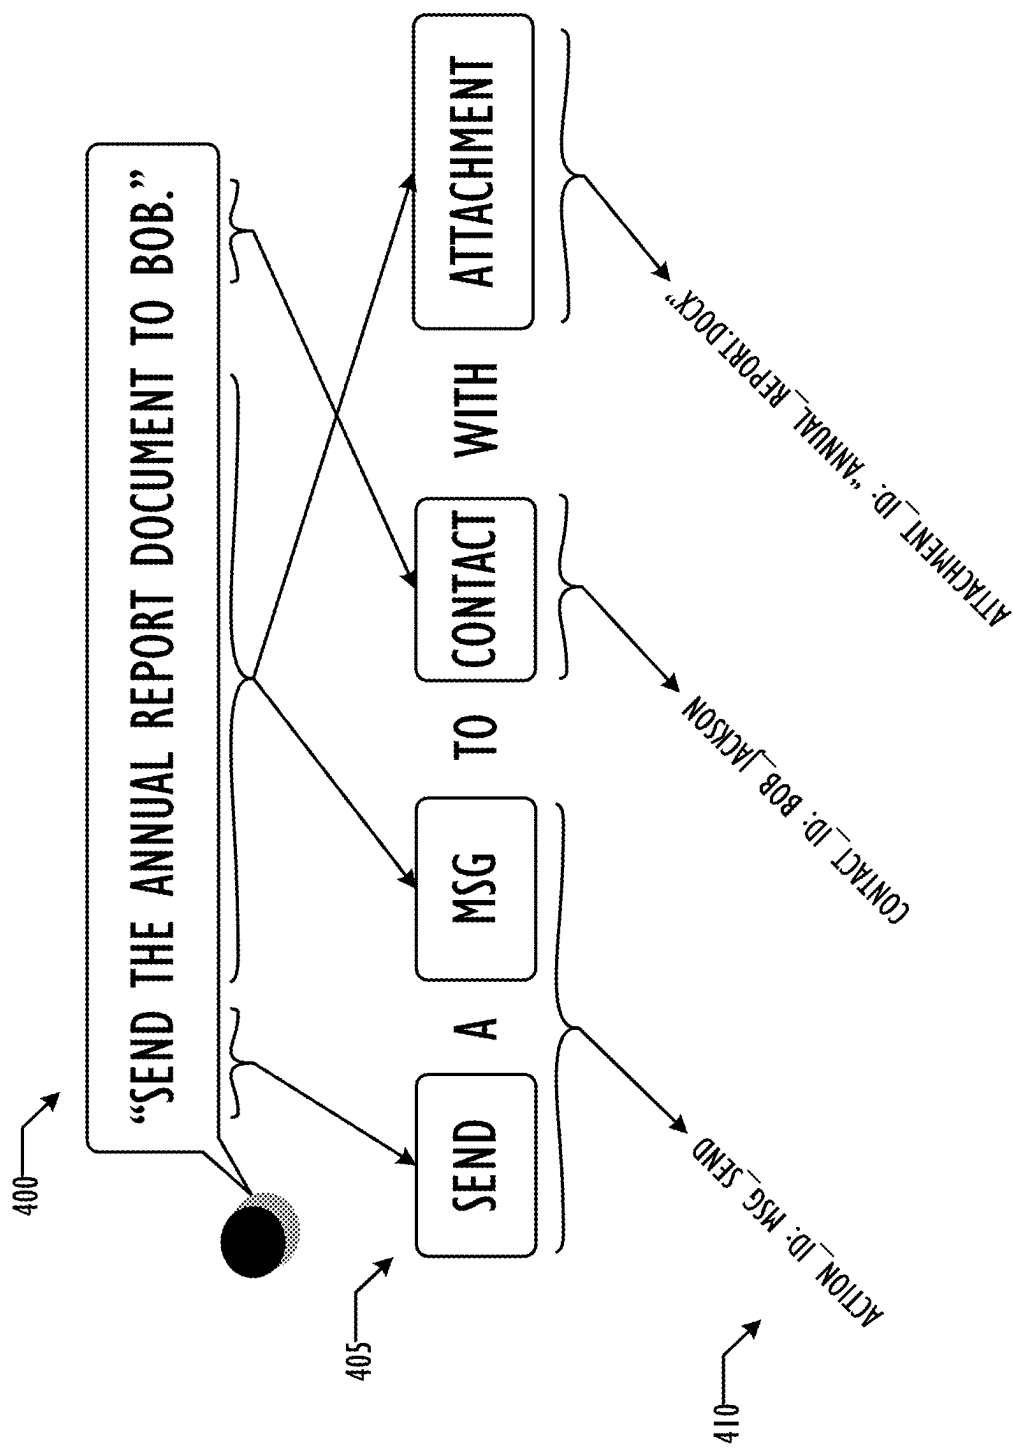 400
“SEND THE ANNUAL REPORT DOCUMENT TO BOB.”
405
SEND A MSG TO CONTACT WITH ATTACHMENT
410
ACTION_ID: MSG_SEND
CONTACT_ID: BOB_JACKSON
ATTACHMENT_ID: “ANNUAL_REPORT.DOCX”